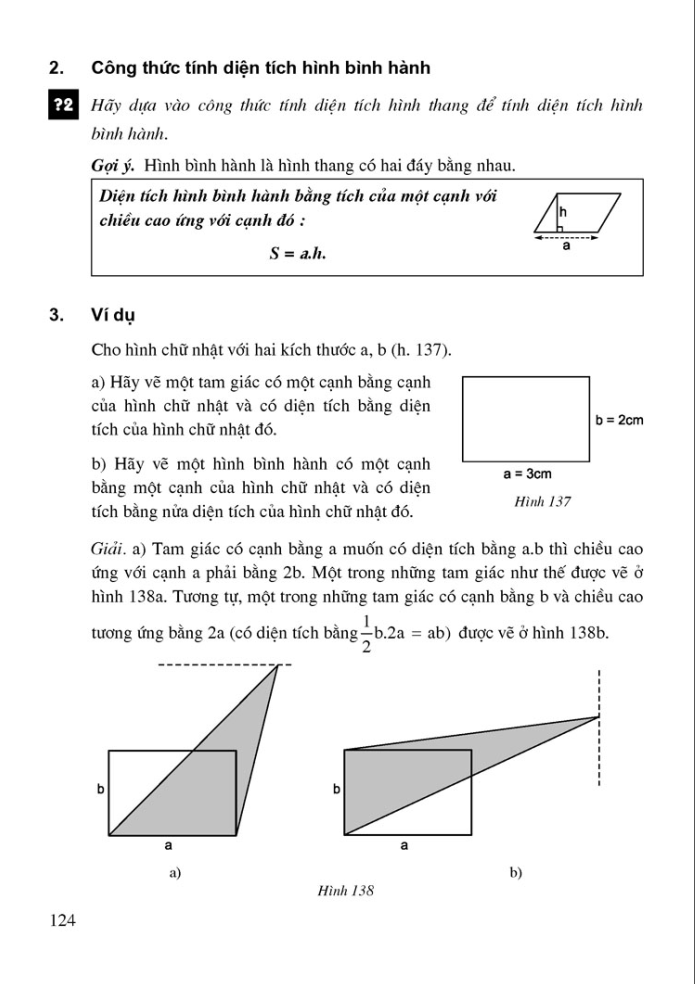 2. Công thức tính diện tích hình bình hành
?2 Hãy dựa vào công thức tính diện tích hình thang để tính diện tích hình
bình hành.
Gợi ý. Hình bình hành là hình thang có hai đáy bằng nhau.
Diện tích hình bình hành bằng tích của một cạnh với
chiều cao ứng với cạnh đó :
S = a.h.
h
a
3. Ví dụ
Cho hình chữ nhật với hai kích thước a, b (h. 137).
a) Hãy vẽ một tam giác có một cạnh bằng cạnh
của hình chữ nhật và có diện tích bằng diện
tích của hình chữ nhật đó.
b) Hãy vẽ một hình bình hành có một cạnh
bằng một cạnh của hình chữ nhật và có diện
tích bằng nửa diện tích của hình chữ nhật đó.
b = 2cm
a = 3cm
Hình 137
Giải. a) Tam giác có cạnh bằng a muốn có diện tích bằng a.b thì chiều cao
ứng với cạnh a phải bằng 2b. Một trong những tam giác như thế được vẽ ở
hình 138a. Tương tự, một trong những tam giác có cạnh bằng b và chiều cao
tương ứng bằng 2a (có diện tích bằng 1/2 b.2a = ab) được vẽ ở hình 138b.
b
a
a)
b
a
b)
Hình 138
124